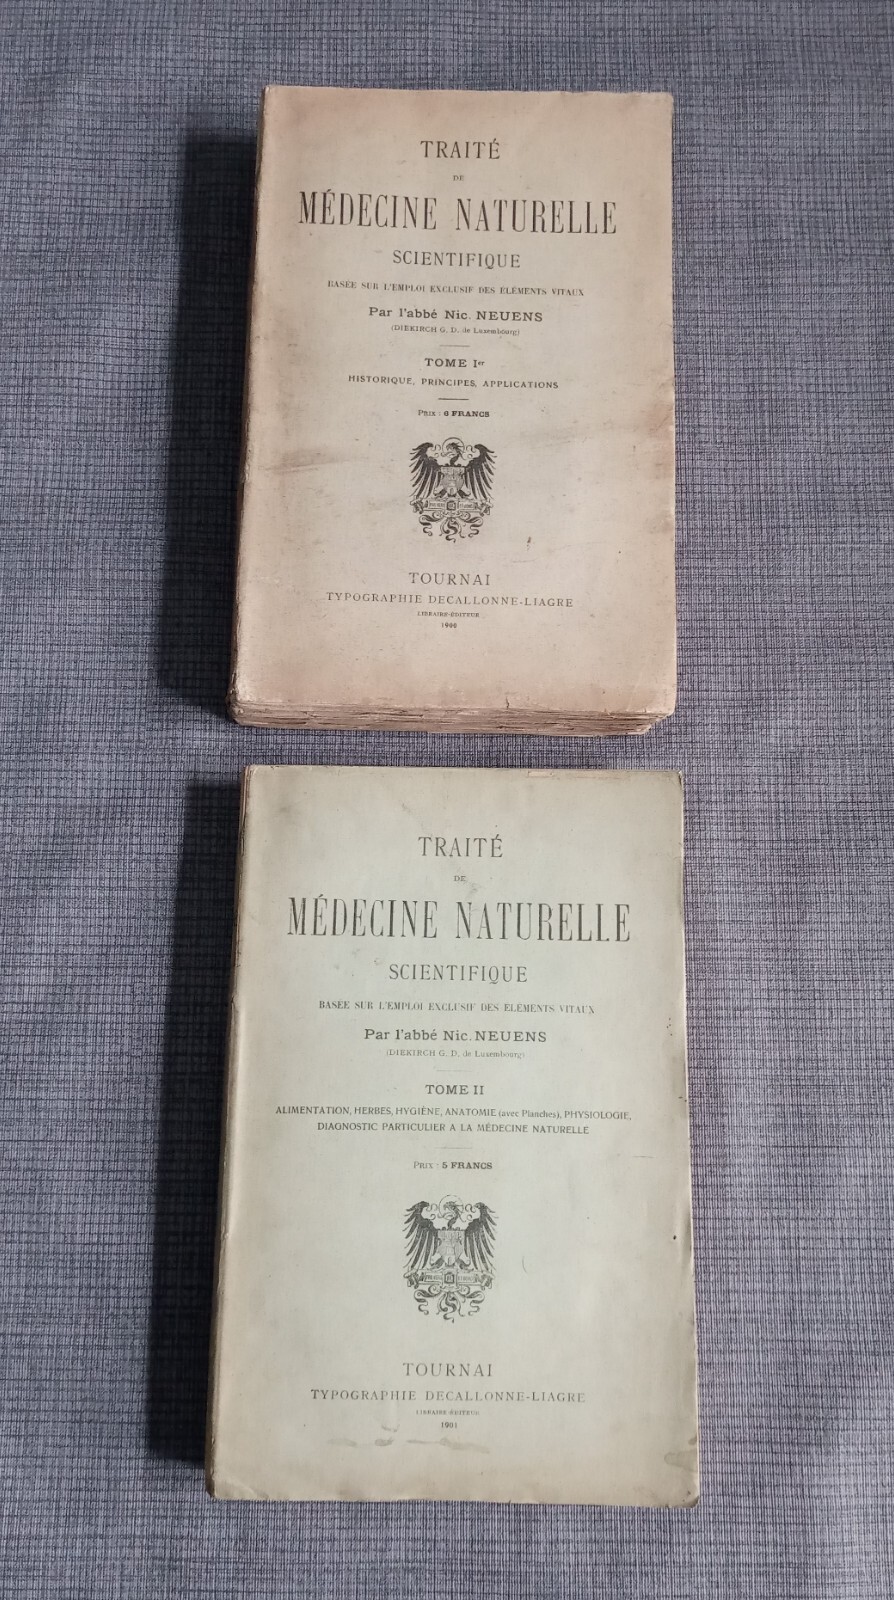 TRAITÉ
DE
MÉDECINE NATURELLE
SCIENTIFIQUE
BASÉE SUR L'EMPLOI EXCLUSIF DES ÉLÉMENTS VITAUX
Par l'abbé Nic. NEUENS
(DIEKIRCH G. D. de Luxembourg)
TOME Ier
HISTORIQUE, PRINCIPES, APPLICATIONS
PRIX : 6 FRANCS
TOURNAI
TYPOGRAPHIE DECALLONNE-LIAGRE
LIBRAIRE-ÉDITEUR
1900
TRAITÉ
DE
MÉDECINE NATURELLE
SCIENTIFIQUE
BASÉE SUR L'EMPLOI EXCLUSIF DES ÉLÉMENTS VITAUX
Par l'abbé Nic. NEUENS
(DIEKIRCH G. D. de Luxembourg)
TOME II
ALIMENTATION, HERBES, HYGIÈNE, ANATOMIE (avec Planches), PHYSIOLOGIE,
DIAGNOSTIC PARTICULIER A LA MÉDECINE NATURELLE
PRIX : 5 FRANCS
TOURNAI
TYPOGRAPHIE DECALLONNE-LIAGRE
LIBRAIRE-ÉDITEUR
1901